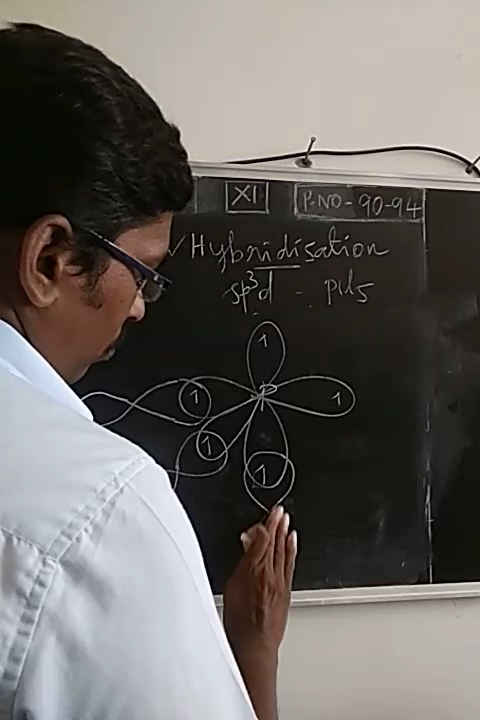 XI P.NO-90-94
✓ Hybridisation
sp³d - PCl₅
1
P
1
1
1
1